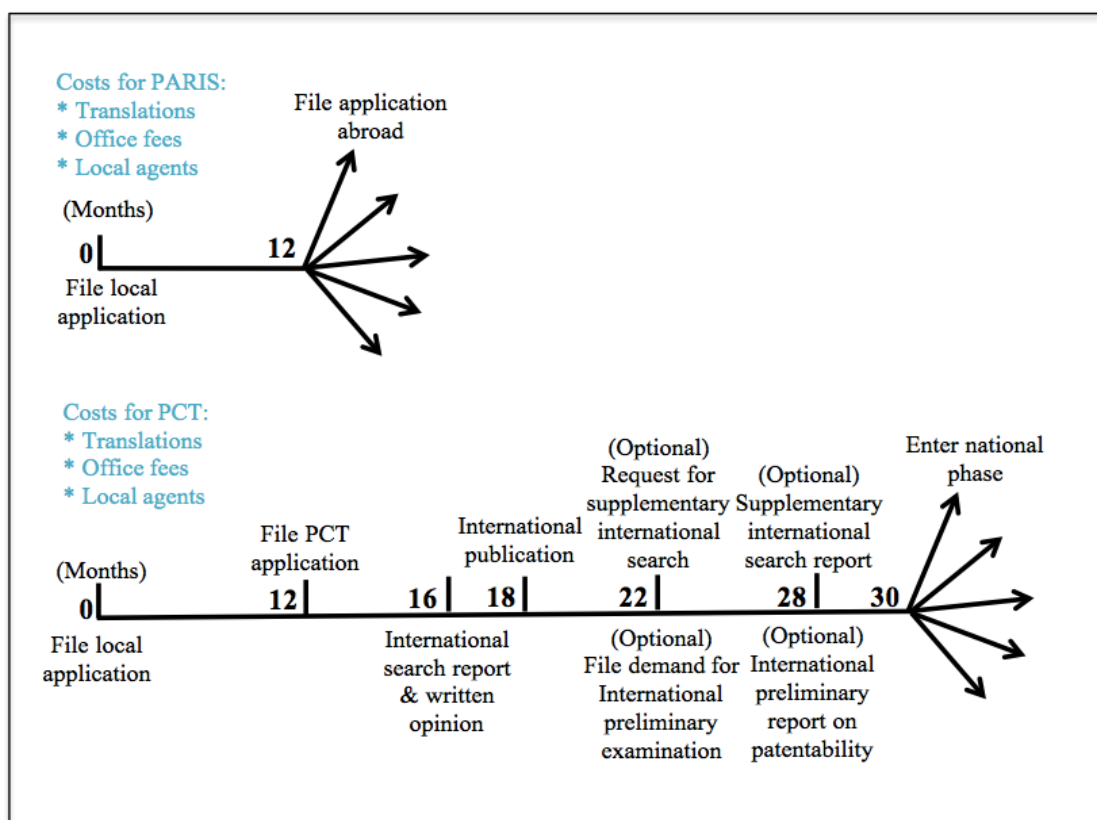 Costs for PARIS:
* Translations
* Office fees
* Local agents
File application
abroad
(Months)
0
12
File local
application
Costs for PCT:
* Translations
* Office fees
* Local agents
(Months)
0
File local
application
File PCT
application
12
16
International
search report
& written
opinion
International
publication
18
(Optional)
Request for
supplementary
international
search
22
(Optional)
File demand for
International
preliminary
examination
(Optional)
Supplementary
international
search report
28
(Optional)
International
preliminary
report on
patentability
Enter national
phase
30